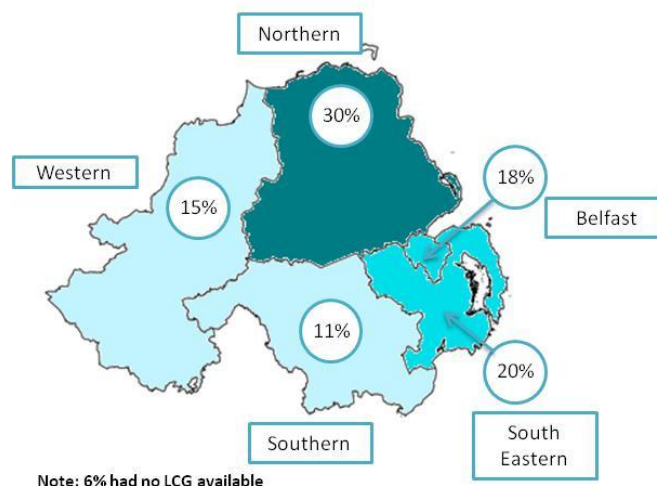 Northern
30%
Western
15%
18%
Belfast
11%
20%
Southern
South
Eastern
Note: 6% had no LCG available